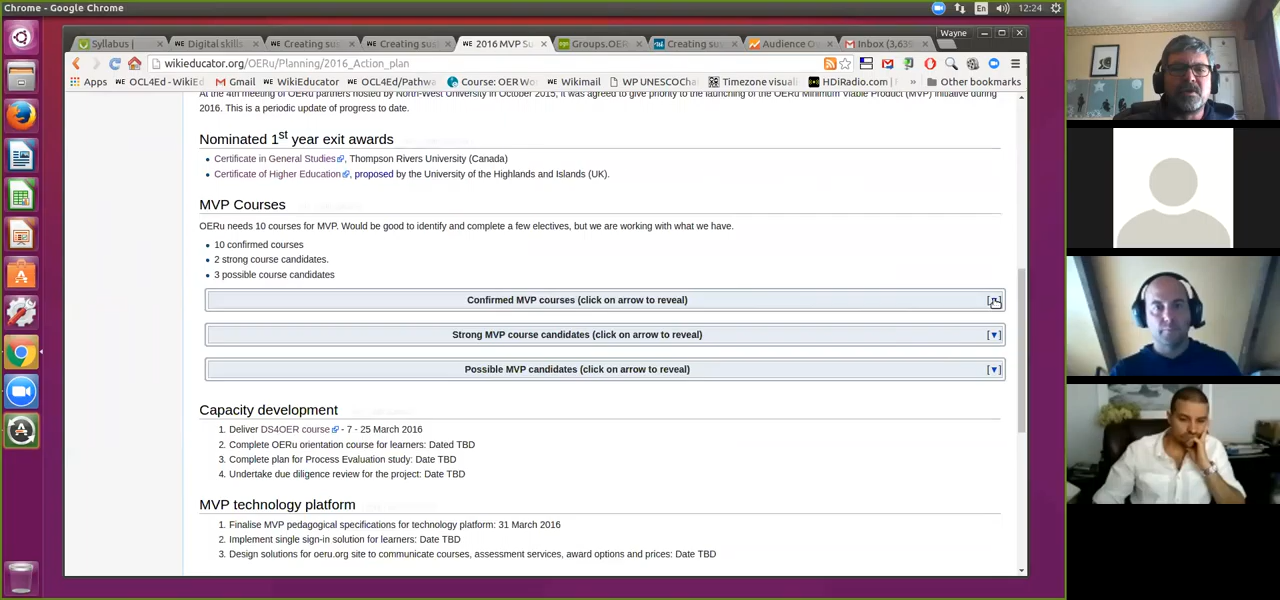 Chrome - Google Chrome
En
12:24
Syllabus |
WE Digital skills
WE Creating su
WE Creating sus
WE 2016 MVP S
Groups.OER
Creating sus
Audience O
Inbox (3,63
Wayne
wikieducator.org/OERu/Planning/2016_Action_plan
Apps
WE OCL4Ed - WikiEd
Gmail
WE WikiEducator
WE OCL4Ed/Pathwa
Course:OER Wo
WE Wikimail
WP UNESCOCha
Timezone visuali
HDiRadio.com |
»
Other bookmarks
At the 4th meeting of OERu partners hosted by North-West University in October 2015, it was agreed to give priority to the launching of the OERu Minimum Viable Product (MVP) initiative during
2016. This is a periodic update of progress to date.
Nominated 1st year exit awards
• Certificate in General Studies, Thompson Rivers University (Canada)
• Certificate of Higher Education, proposed by the University of the Highlands and Islands (UK).
MVP Courses
OERu needs 10 courses for MVP. Would be good to identify and complete a few electives, but we are working with what we have.
• 10 confirmed courses
• 2 strong course candidates.
• 3 possible course candidates
Confirmed MVP courses (click on arrow to reveal)
Strong MVP course candidates (click on arrow to reveal) [▼]
Possible MVP candidates (click on arrow to reveal) [▼]
Capacity development
1. Deliver DS4OER course - 7 - 25 March 2016
2. Complete OERu orientation course for learners: Dated TBD
3. Complete plan for Process Evaluation study: Date TBD
4. Undertake due diligence review for the project: Date TBD
MVP technology platform
1. Finalise MVP pedagogical specifications for technology platform: 31 March 2016
2. Implement single sign-in solution for learners: Date TBD
3. Design solutions for oeru.org site to communicate courses, assessment services, award options and prices: Date TBD